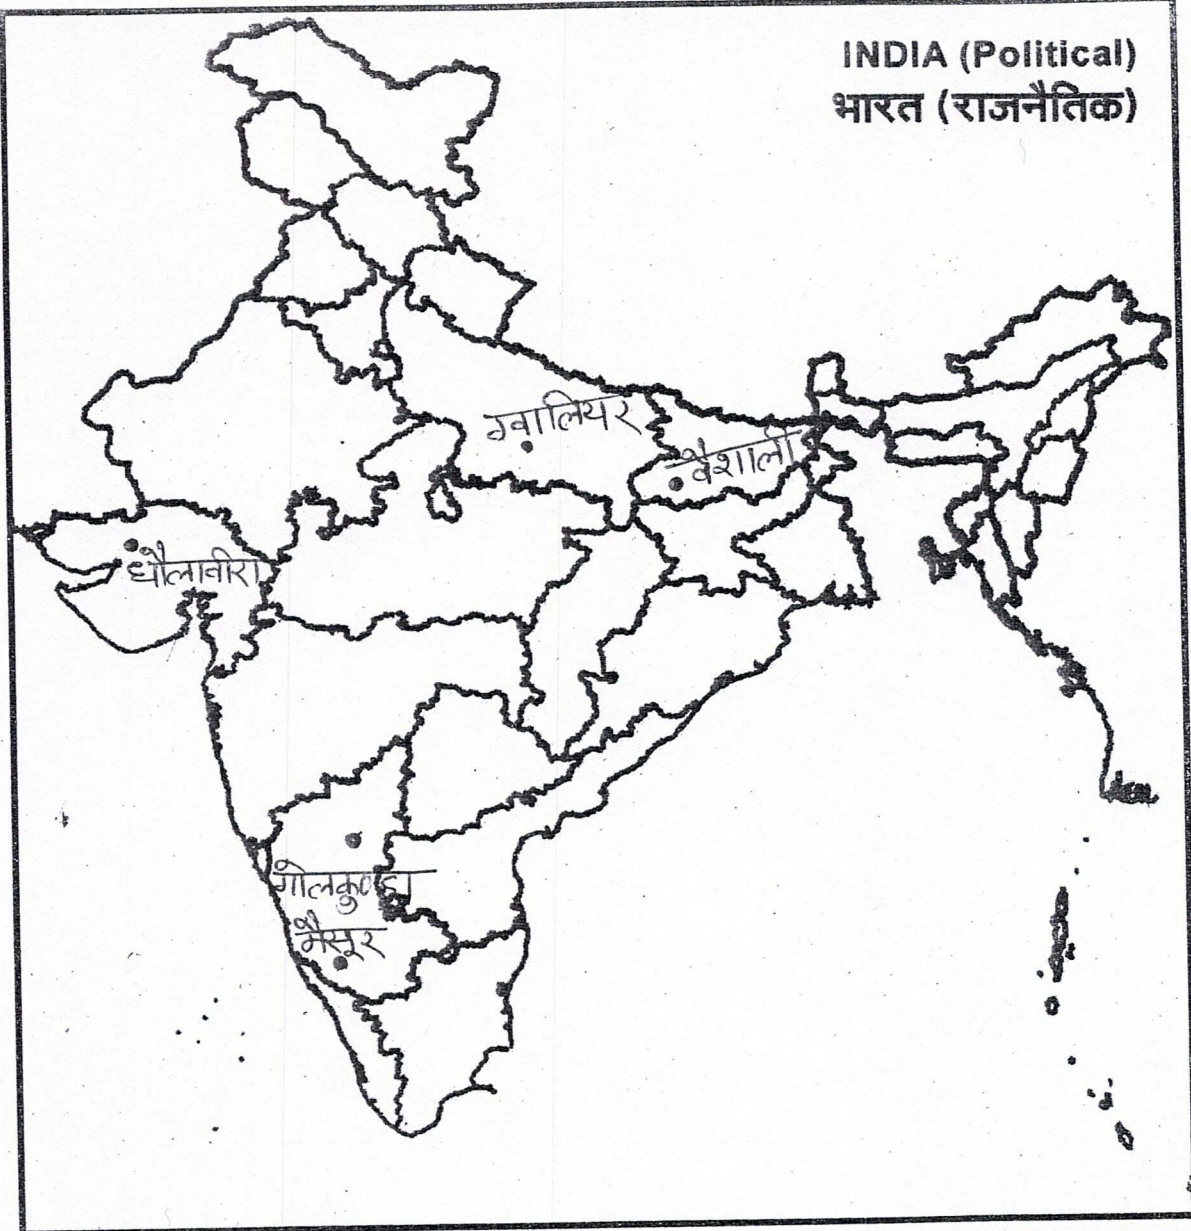 INDIA (Political)
भारत (राजनैतिक)
ग्वालियर
वैशाली
धौलावीरा
गोलकुण्डा
मैसूर